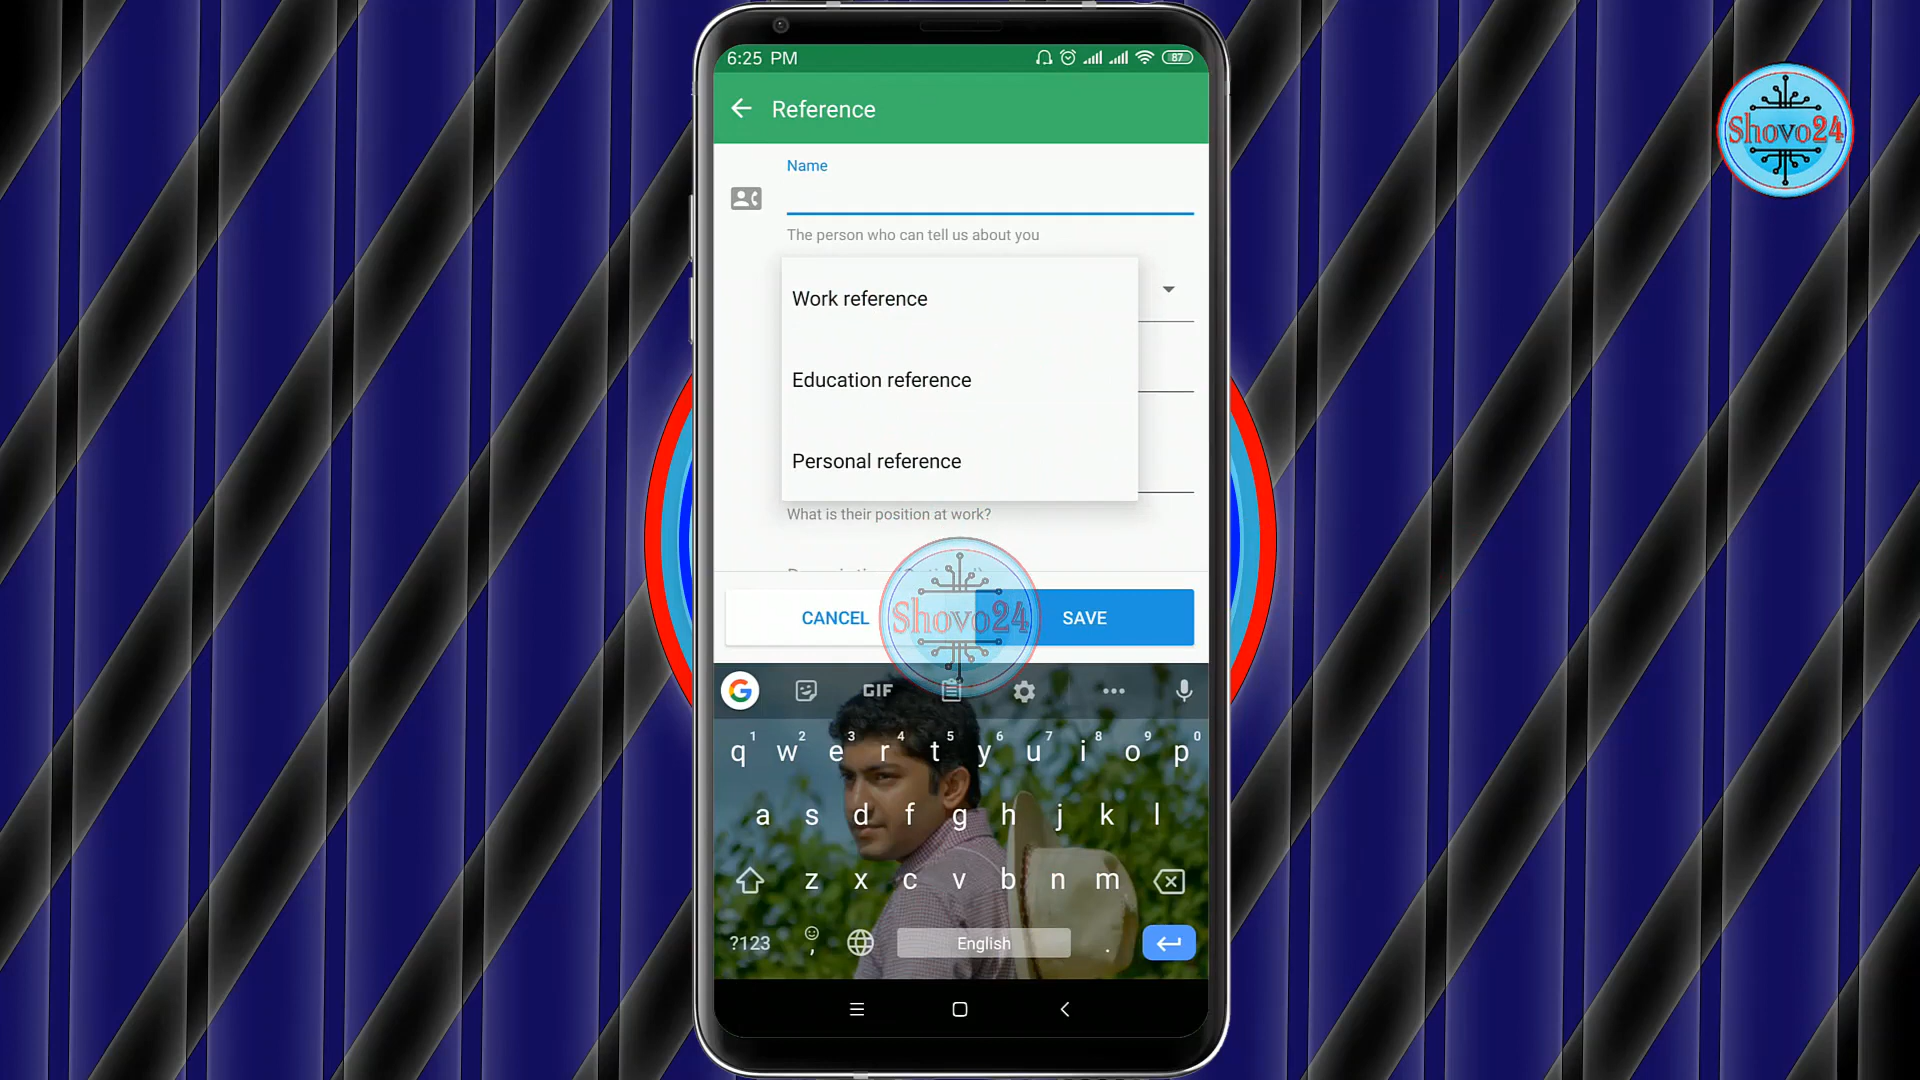 6:25 PM
87
Shovo24
Reference
Name
The person who can tell us about you
Work reference
Education reference
Personal reference
What is their position at work?
CANCEL
Shovo24
SAVE
G GIF
1 2 3 4 5 6 7 8 9 0
q w e r t y u i o p
a s d f g h j k l
z x c v b n m
?123 , English .